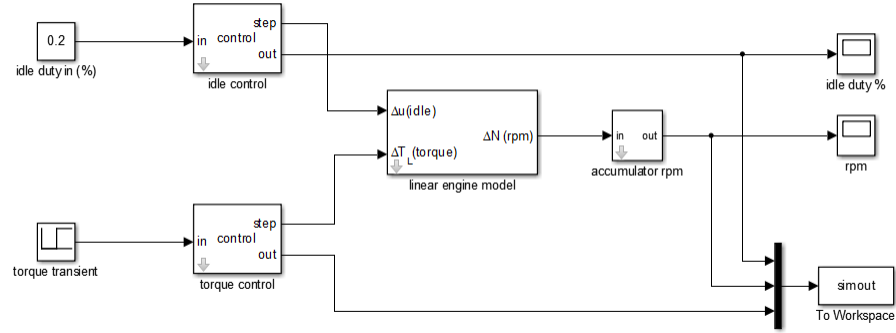 0.2
idle duty in (%)
step
in control
out
idle control
idle duty %
Δu(idle)
ΔN (rpm)
ΔT L (torque)
linear engine model
in out
accumulator rpm
rpm
torque transient
step
in control
out
torque control
simout
To Workspace